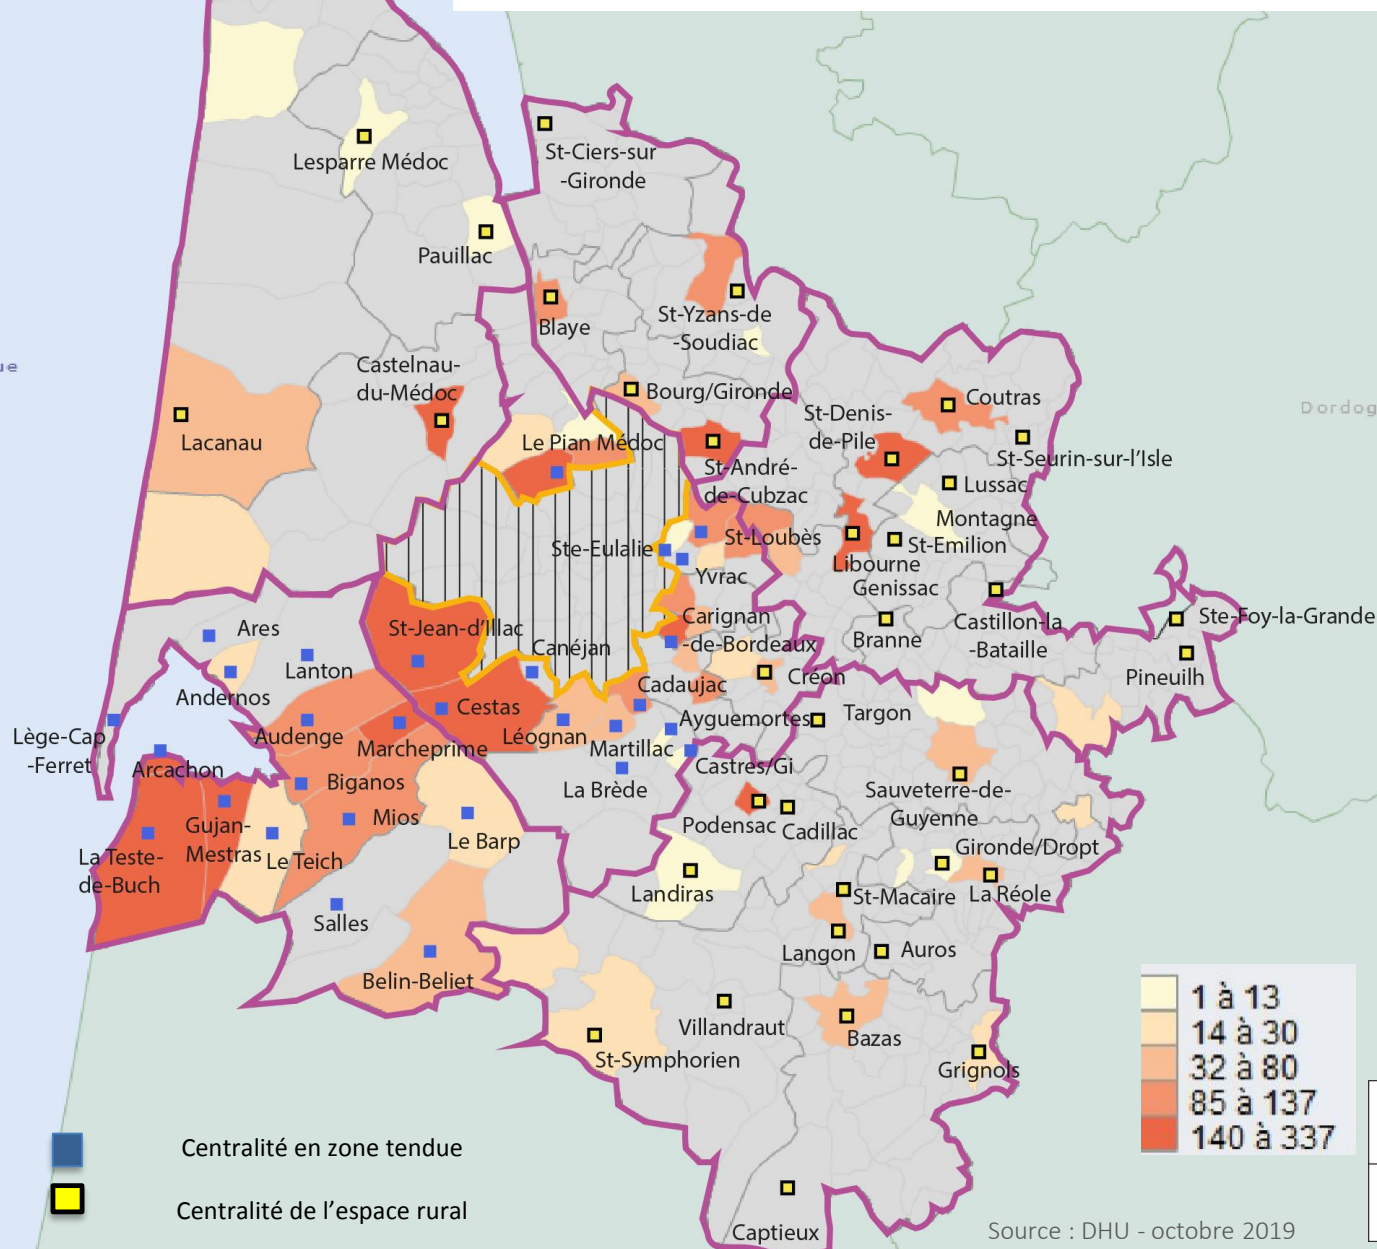 St-Ciers-sur
-Gironde
Lesparre Médoc
Pauillac
Blaye
St-Yzans-de
-Soudiac
ue
Castelnau-
du-Médoc
Bourg/Gironde
Coutras
St-Denis-
de-Pile
Dordog
Lacanau
Le Pian Médoc
St-André-
de-Cubzac
St-Seurin-sur-l'Isle
Lussac
Montagne
St-Emilion
St-Loubès
Ste-Eulalie
Yvrac
Libourne
Genissac
Carignan
-de-Bordeaux
Branne
Castillon-la
-Bataille
Ste-Foy-la-Grande
Pineuilh
Ares
St-Jean-d'Illac
Canéjan
Lanton
Andernos
Créon
Cadaujac
Cestas
Ayguemortes
Targon
Lège-Cap
-Ferret
Audenge
Marcheprime
Léognan
Martillac
Arcachon
Castres/Gi
Biganos
La Brède
Sauveterre-de-
Guyenne
Mios
Podensac
Cadillac
Gujan-
Mestras
Le Barp
Gironde/Dropt
La Teste-
de-Buch
Le Teich
Landiras
St-Macaire
La Réole
Salles
Langon
Auros
Belin-Beliet
Villandraut
Bazas
St-Symphorien
Grignols
1 à 13
14 à 30
32 à 80
85 à 137
140 à 337
Centralité en zone tendue
Centralité de l'espace rural
Captieux
Source : DHU - octobre 2019